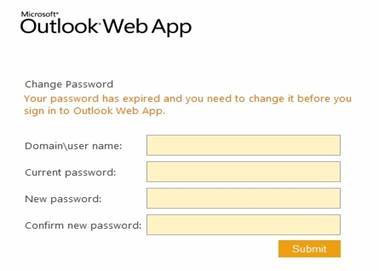 Microsoft®
Outlook® Web App
Change Password
Your password has expired and you need to change it before you
sign in to Outlook Web App.
Domain\user name:
Current password:
New password:
Confirm new password:
Submit